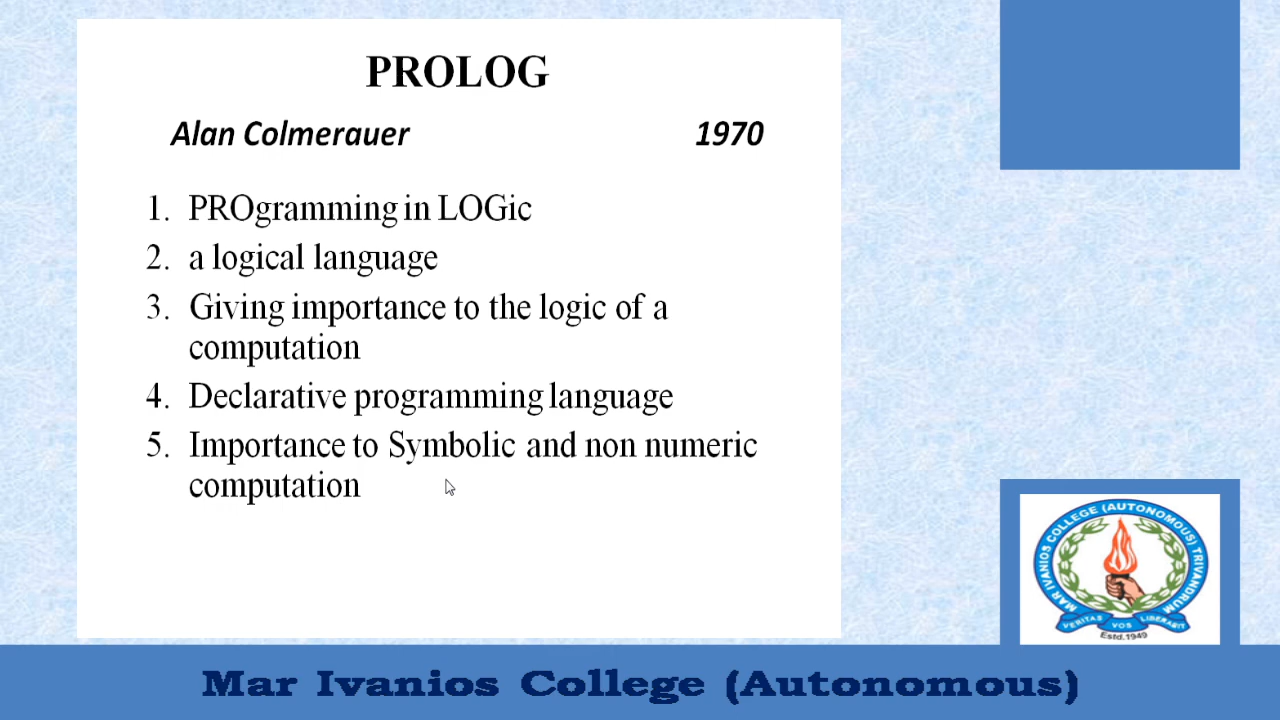 PROLOG
Alan Colmerauer 1970
1. PROgramming in LOGic
2. a logical language
3. Giving importance to the logic of a
computation
4. Declarative programming language
5. Importance to Symbolic and non numeric
computation
MAR IVANIOS COLLEGE (AUTONOMOUS) TRIVANDRUM
VERITAS VOS LIBERABIT
Estd.1949
Mar Ivanios College (Autonomous)